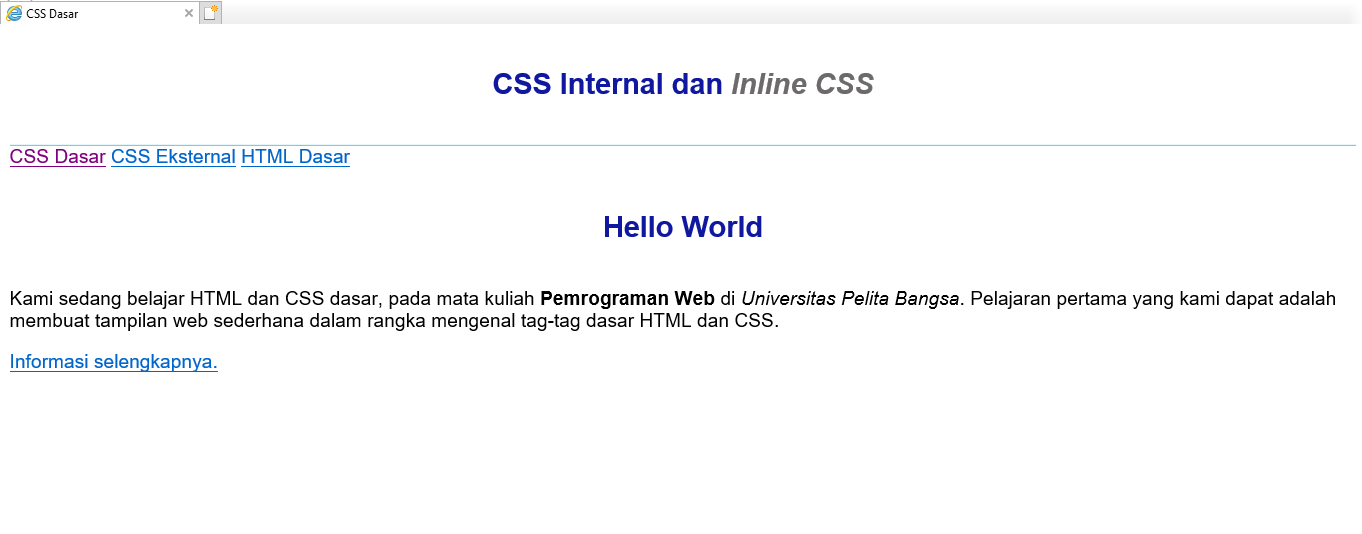 CSS Dasar
CSS Internal dan Inline CSS
CSS Dasar CSS Eksternal HTML Dasar
Hello World
Kami sedang belajar HTML dan CSS dasar, pada mata kuliah Pemrograman Web di Universitas Pelita Bangsa. Pelajaran pertama yang kami dapat adalah
membuat tampilan web sederhana dalam rangka mengenal tag-tag dasar HTML dan CSS.
Informasi selengkapnya.